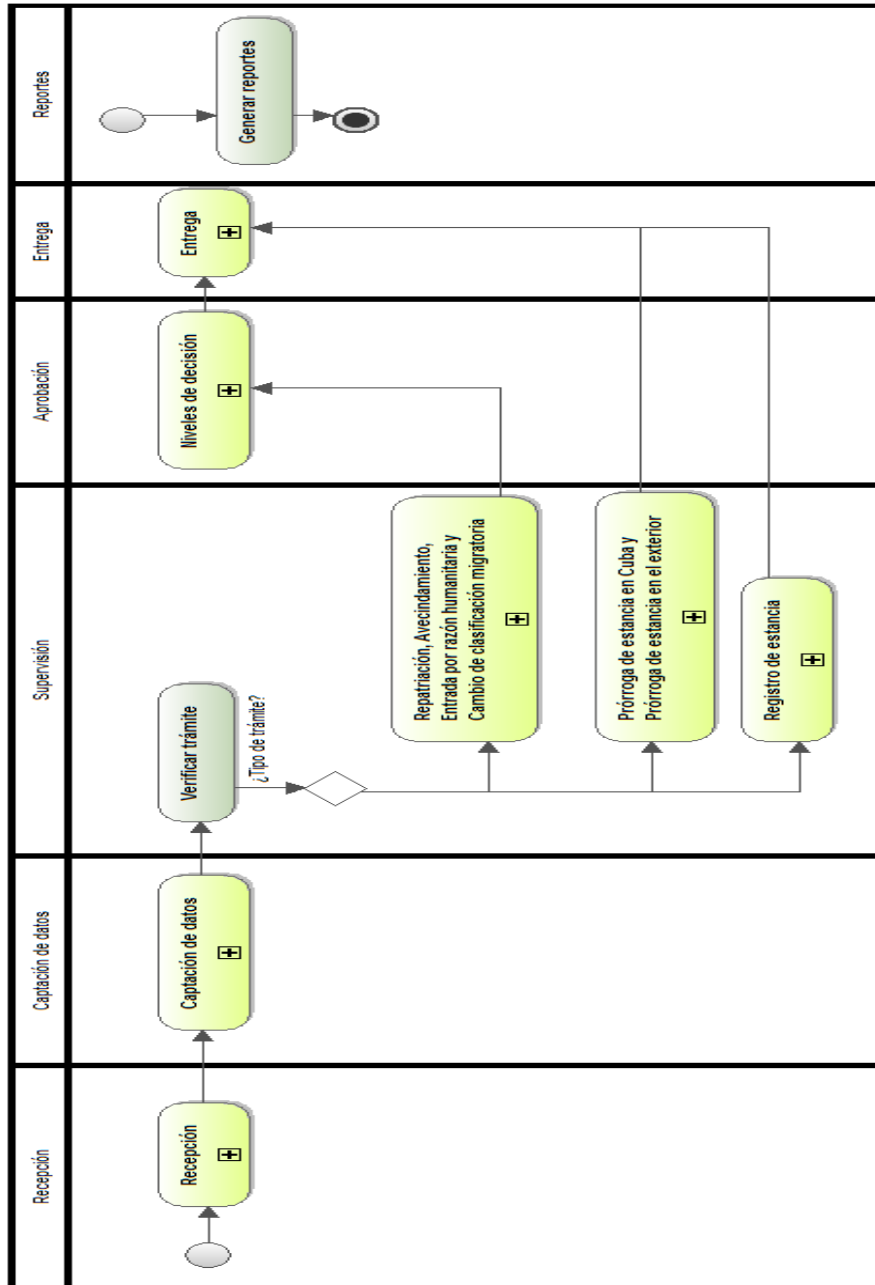 Recepción
Captación de datos
Supervisión
Aprobación
Entrega
Reportes
Recepción
Captación de datos
Verificar trámite
¿Tipo de trámite?
Repatriación, Avecindamiento,
Entrada por razón humanitaria y
Cambio de clasificación migratoria
Prórroga de estancia en Cuba y
Prórroga de estancia en el exterior
Registro de estancia
Niveles de decisión
Entrega
Generar reportes